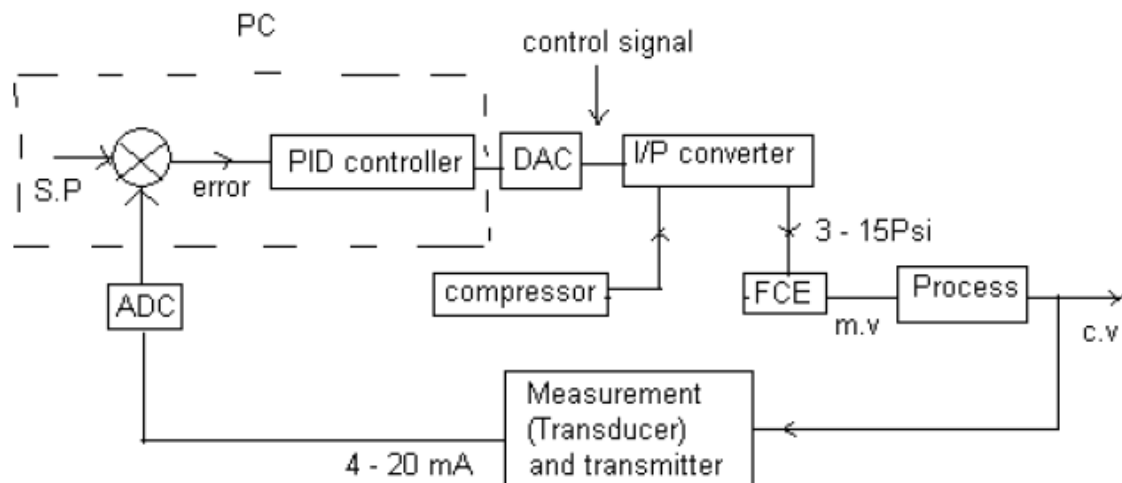 PC
control signal
S.P
error
PID controller
DAC
I/P converter
3 - 15Psi
ADC
compressor
FCE
m.v
Process
c.v
Measurement
(Transducer)
and transmitter
4 - 20 mA